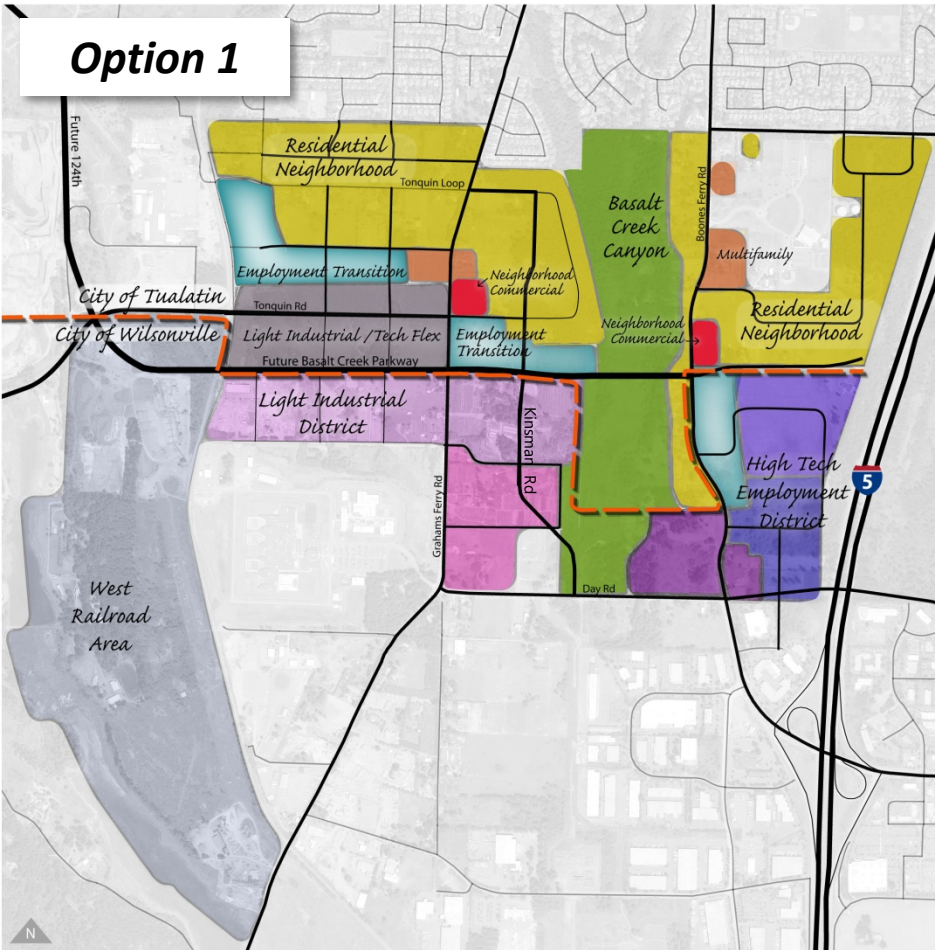 Option 1
Future 124th
Residential
Neighborhood
Tonquin Loop
Basalt
Creek
Canyon
Boones Ferry Rd
Multifamily
Employment Transition
Neighborhood
Commercial
City of Tualatin
Tonquin Rd
Residential
Neighborhood
City of Wilsonville
Light Industrial /Tech Flex
Employment
Transition
Neighborhood
Commercial
Future Basalt Creek Parkway
Light Industrial
District
Kinsman Rd
High Tech
Employment
District
5
Grahams Ferry Rd
West
Railroad
Area
Day Rd
N